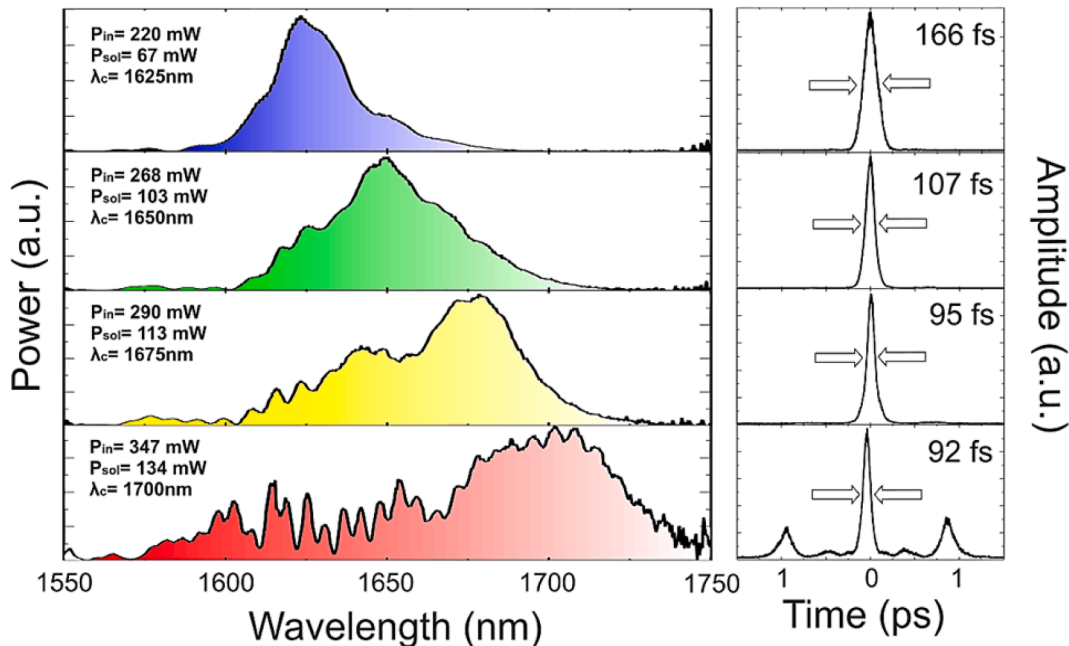 Power (a.u.)
Pin= 220 mW
Psol= 67 mW
λc= 1625nm
166 fs
Pin= 268 mW
Psol= 103 mW
λc= 1650nm
107 fs
Pin= 290 mW
Psol= 113 mW
λc= 1675nm
95 fs
Pin= 347 mW
Psol= 134 mW
λc= 1700nm
92 fs
Amplitude (a.u.)
1550 1600 1650 1700 1750
1 0 1
Wavelength (nm)
Time (ps)